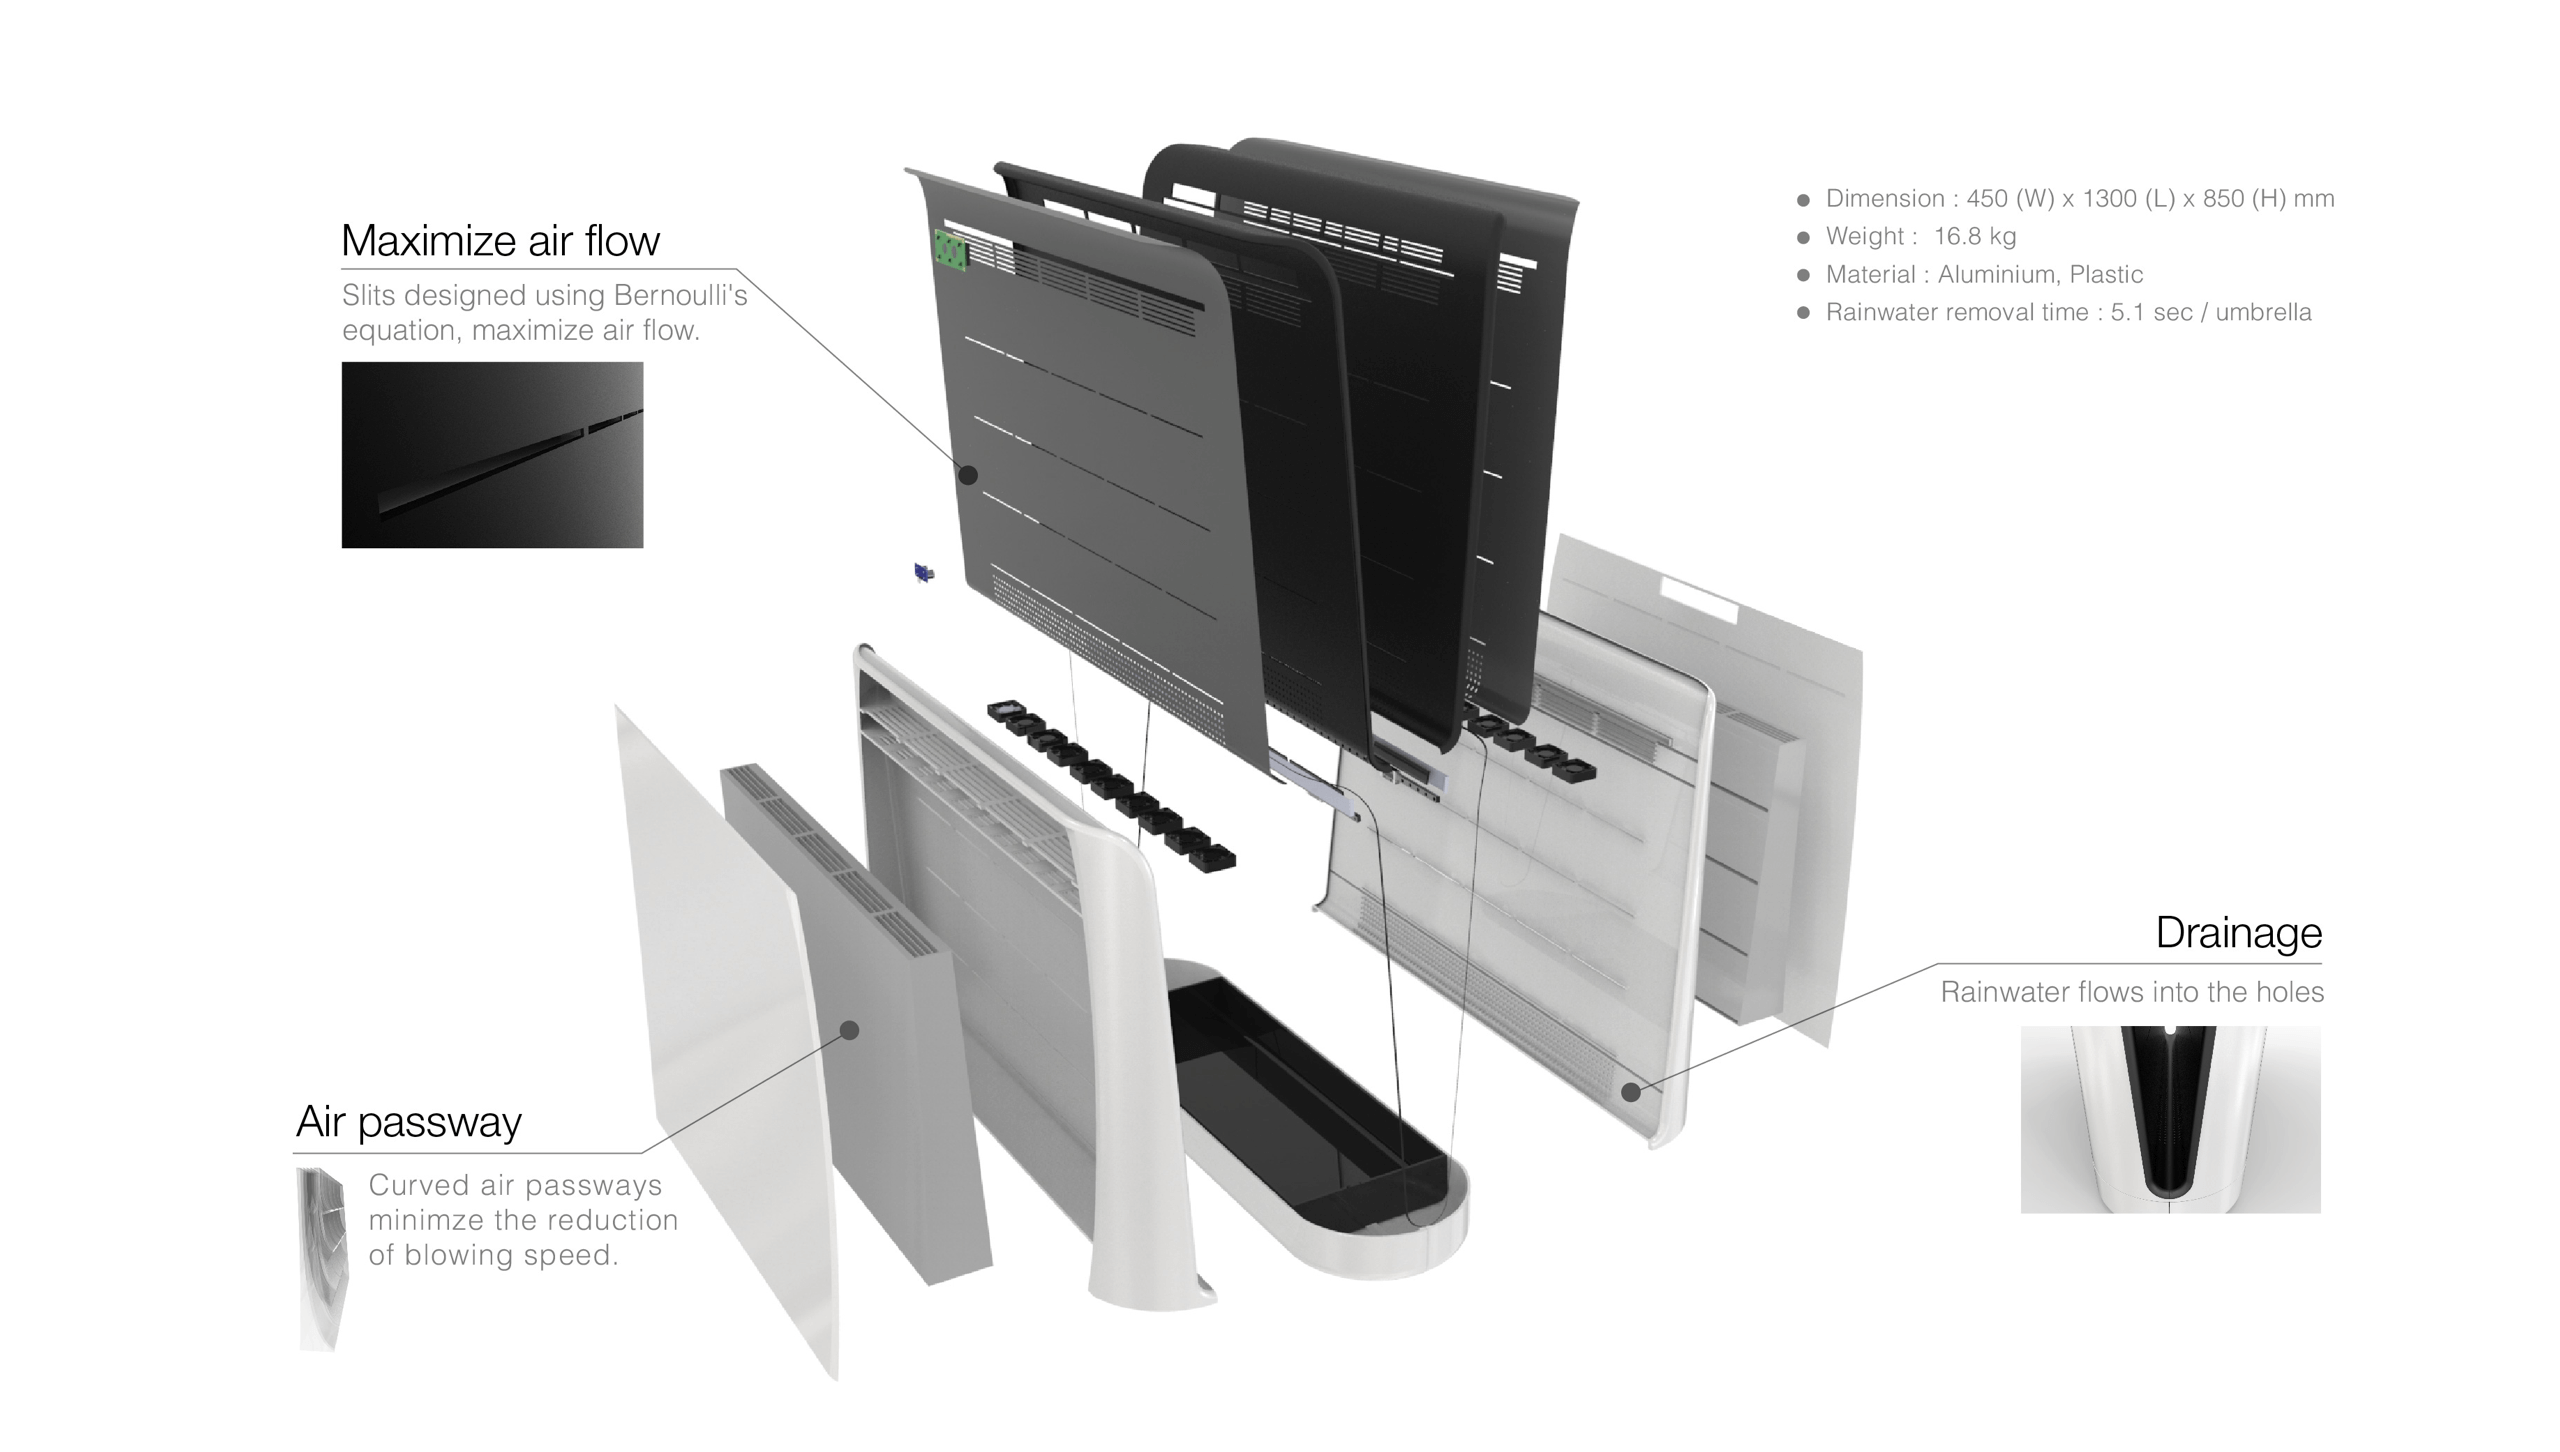 Maximize air flow
Slits designed using Bernoulli's
equation, maximize air flow.
Dimension : 450 (W) x 1300 (L) x 850 (H) mm
Weight : 16.8 kg
Material : Aluminium, Plastic
Rainwater removal time : 5.1 sec / umbrella
Drainage
Rainwater flows into the holes
Air passway
Curved air passways
minimze the reduction
of blowing speed.